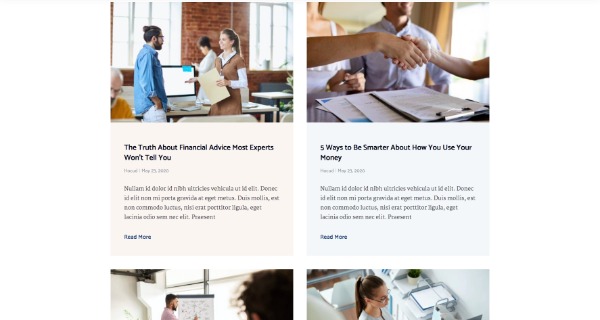 The Truth About Financial Advice Most Experts
Won't Tell You
May 23, 2020
Nullam id dolor id nibh ultricies vehicula ut id elit. Donec
id elit non mi porta gravida at eget metus. Duis mollis, est
non commodo luctus, nisi erat porttitor ligula, eget
lacinia odio sem nec elit. Praesent
Read More
5 Ways to Be Smarter About How You Use Your
Money
May 23, 2020
Nullam id dolor id nibh ultricies vehicula ut id elit. Donec
id elit non mi porta gravida at eget metus. Duis mollis, est
non commodo luctus, nisi erat porttitor ligula, eget
lacinia odio sem nec elit. Praesent
Read More